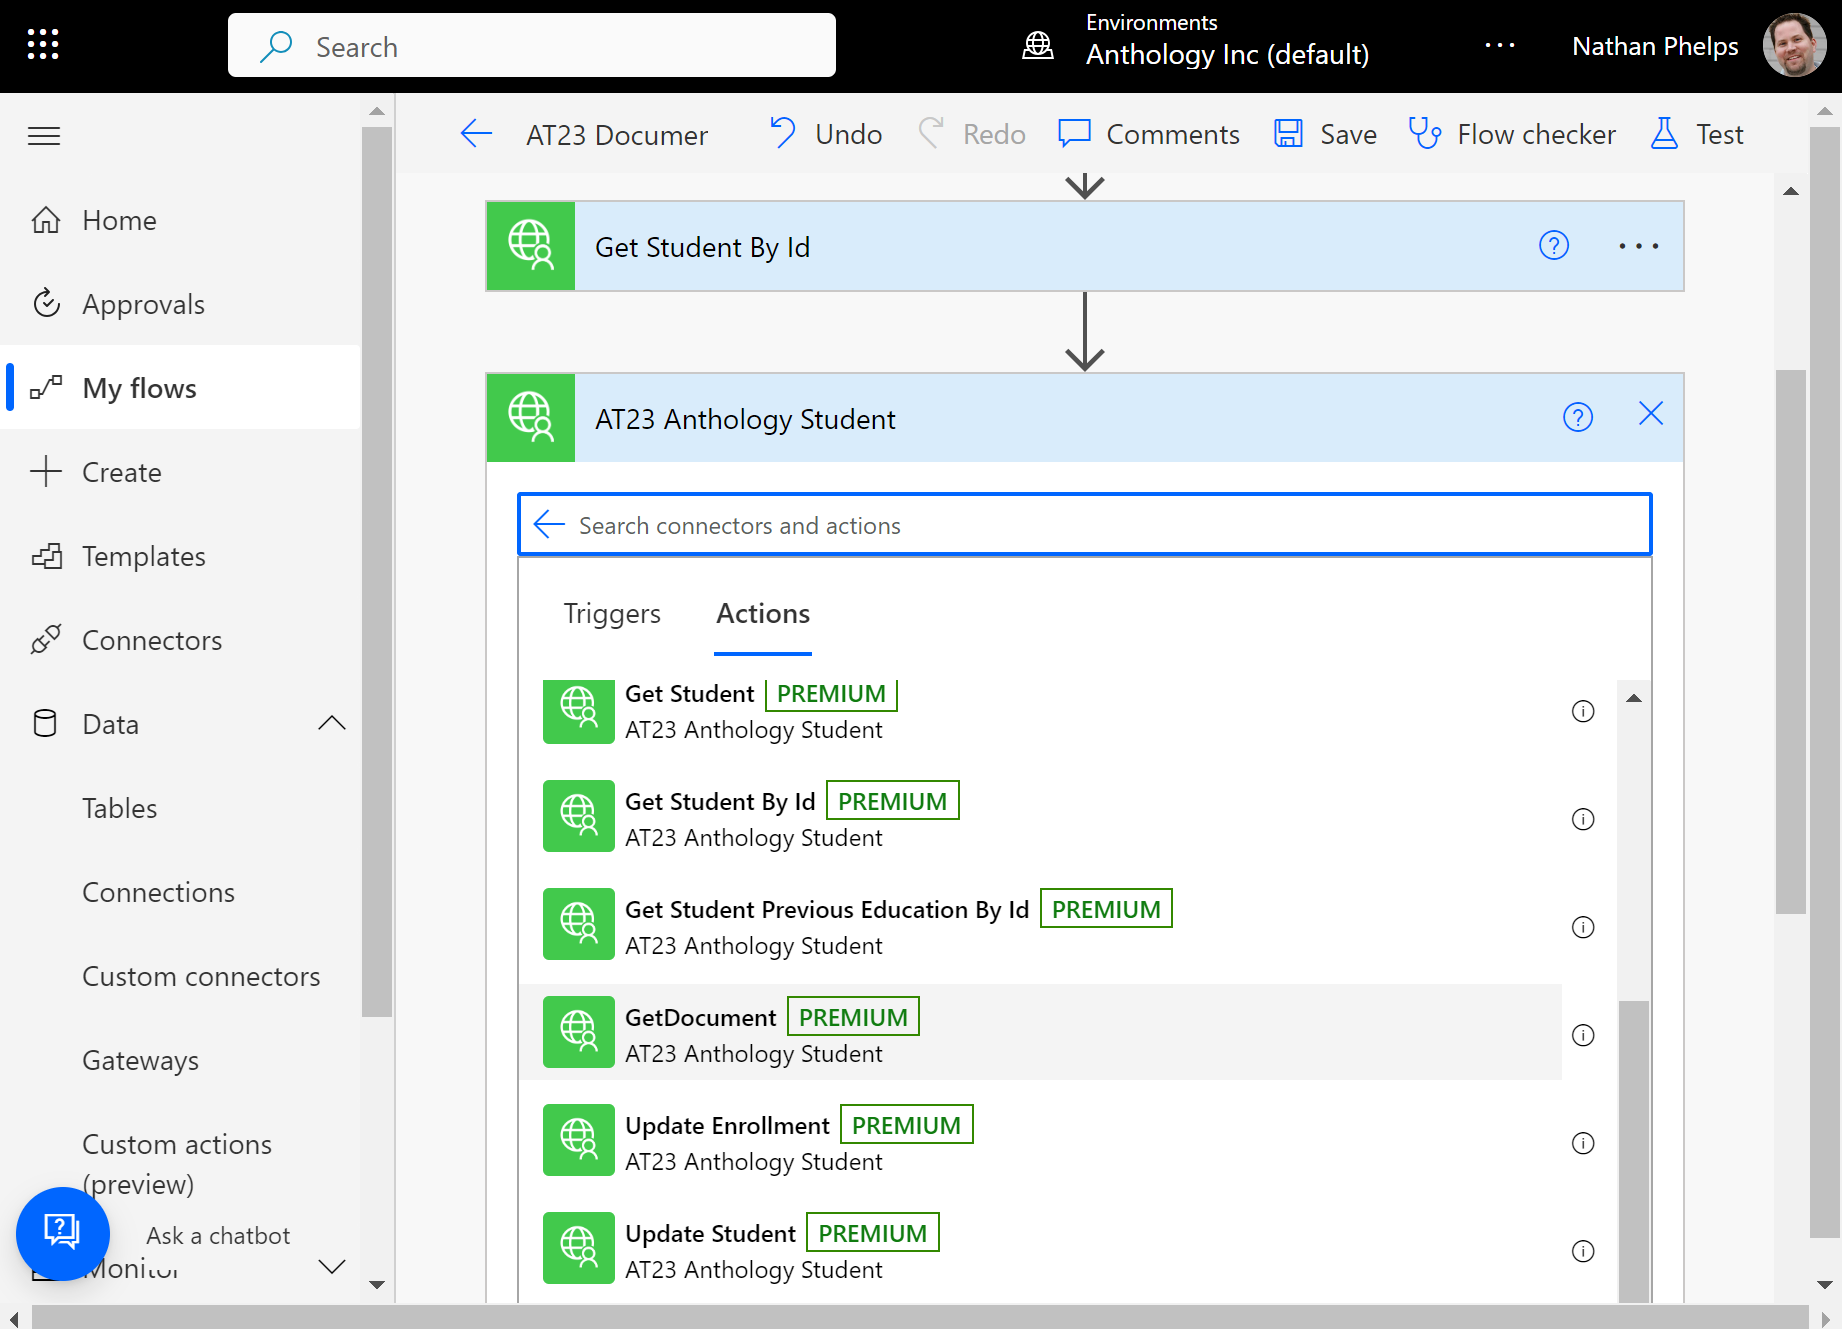 Search
Environments
Anthology Inc (default)
Nathan Phelps
AT23 Documer
Undo
Redo
Comments
Save
Flow checker
Test
Home
Approvals
My flows
Create
Templates
Connectors
Data
Tables
Connections
Custom connectors
Gateways
Custom actions
(preview)
Ask a chatbot
Monitor
Get Student By Id
AT23 Anthology Student
Search connectors and actions
Triggers
Actions
Get Student PREMIUM
AT23 Anthology Student
Get Student By Id PREMIUM
AT23 Anthology Student
Get Student Previous Education By Id PREMIUM
AT23 Anthology Student
GetDocument PREMIUM
AT23 Anthology Student
Update Enrollment PREMIUM
AT23 Anthology Student
Update Student PREMIUM
AT23 Anthology Student